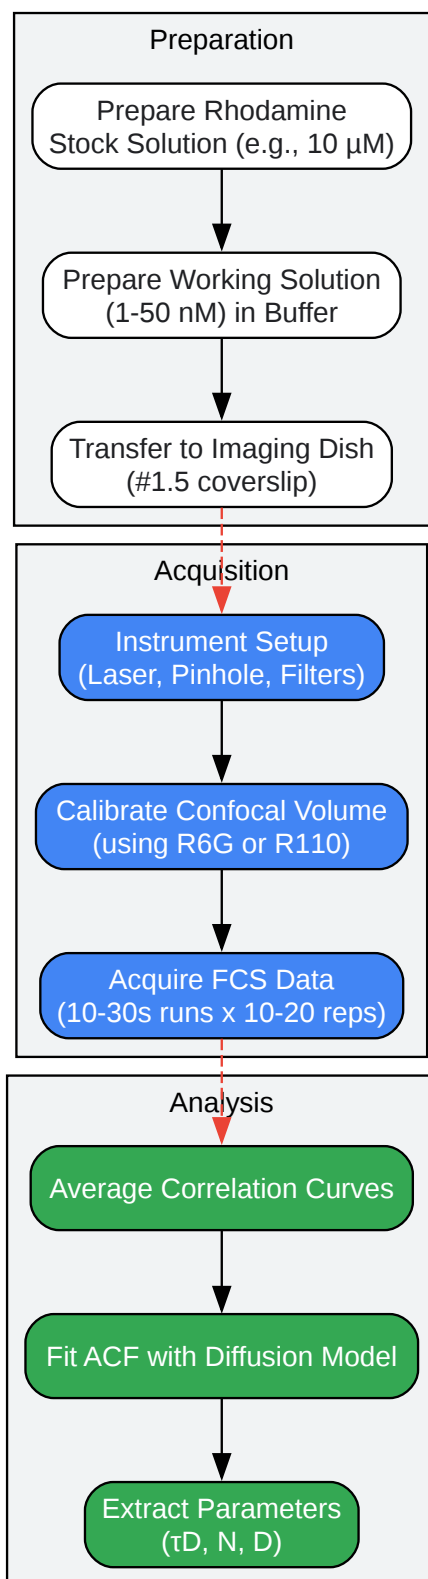 Preparation
Prepare Rhodamine
Stock Solution (e.g., 10 µM)
Prepare Working Solution
(1-50 nM) in Buffer
Transfer to Imaging Dish
(#1.5 coverslip)
Acquisition
Instrument Setup
(Laser, Pinhole, Filters)
Calibrate Confocal Volume
(using R6G or R110)
Acquire FCS Data
(10-30s runs x 10-20 reps)
Analysis
Average Correlation Curves
Fit ACF with Diffusion Model
Extract Parameters
(τD, N, D)